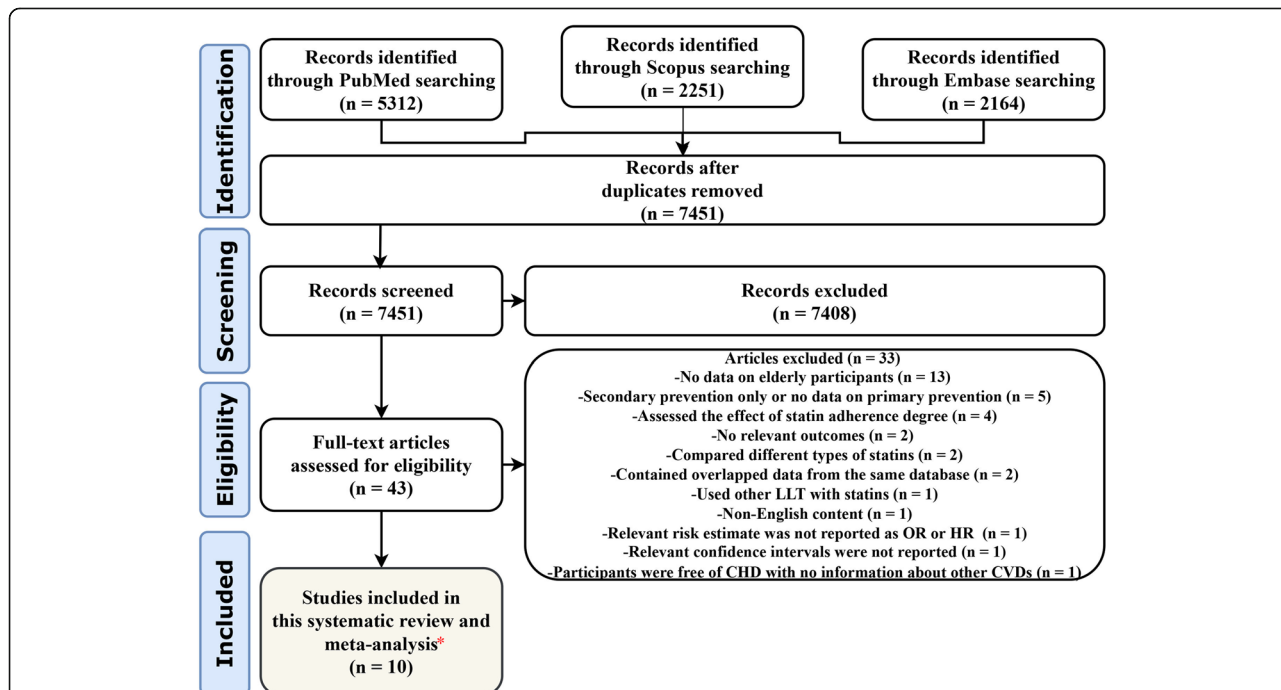 Identification
Records identified
through PubMed searching
(n = 5312)
Records identified
through Scopus searching
(n = 2251)
Records identified
through Embase searching
(n = 2164)
Records after
duplicates removed
(n = 7451)
Screening
Records screened
(n = 7451)
Records excluded
(n = 7408)
Eligibility
Full-text articles
assessed for eligibility
(n = 43)
Articles excluded (n = 33)
-No data on elderly participants (n = 13)
-Secondary prevention only or no data on primary prevention (n = 5)
-Assessed the effect of statin adherence degree (n = 4)
-No relevant outcomes (n = 2)
-Compared different types of statins (n = 2)
-Contained overlapped data from the same database (n = 2)
-Used other LLT with statins (n = 1)
-Non-English content (n = 1)
-Relevant risk estimate was not reported as OR or HR (n = 1)
-Relevant confidence intervals were not reported (n = 1)
-Participants were free of CHD with no information about other CVDs (n = 1)
Included
Studies included in
this systematic review and
meta-analysis*
(n = 10)